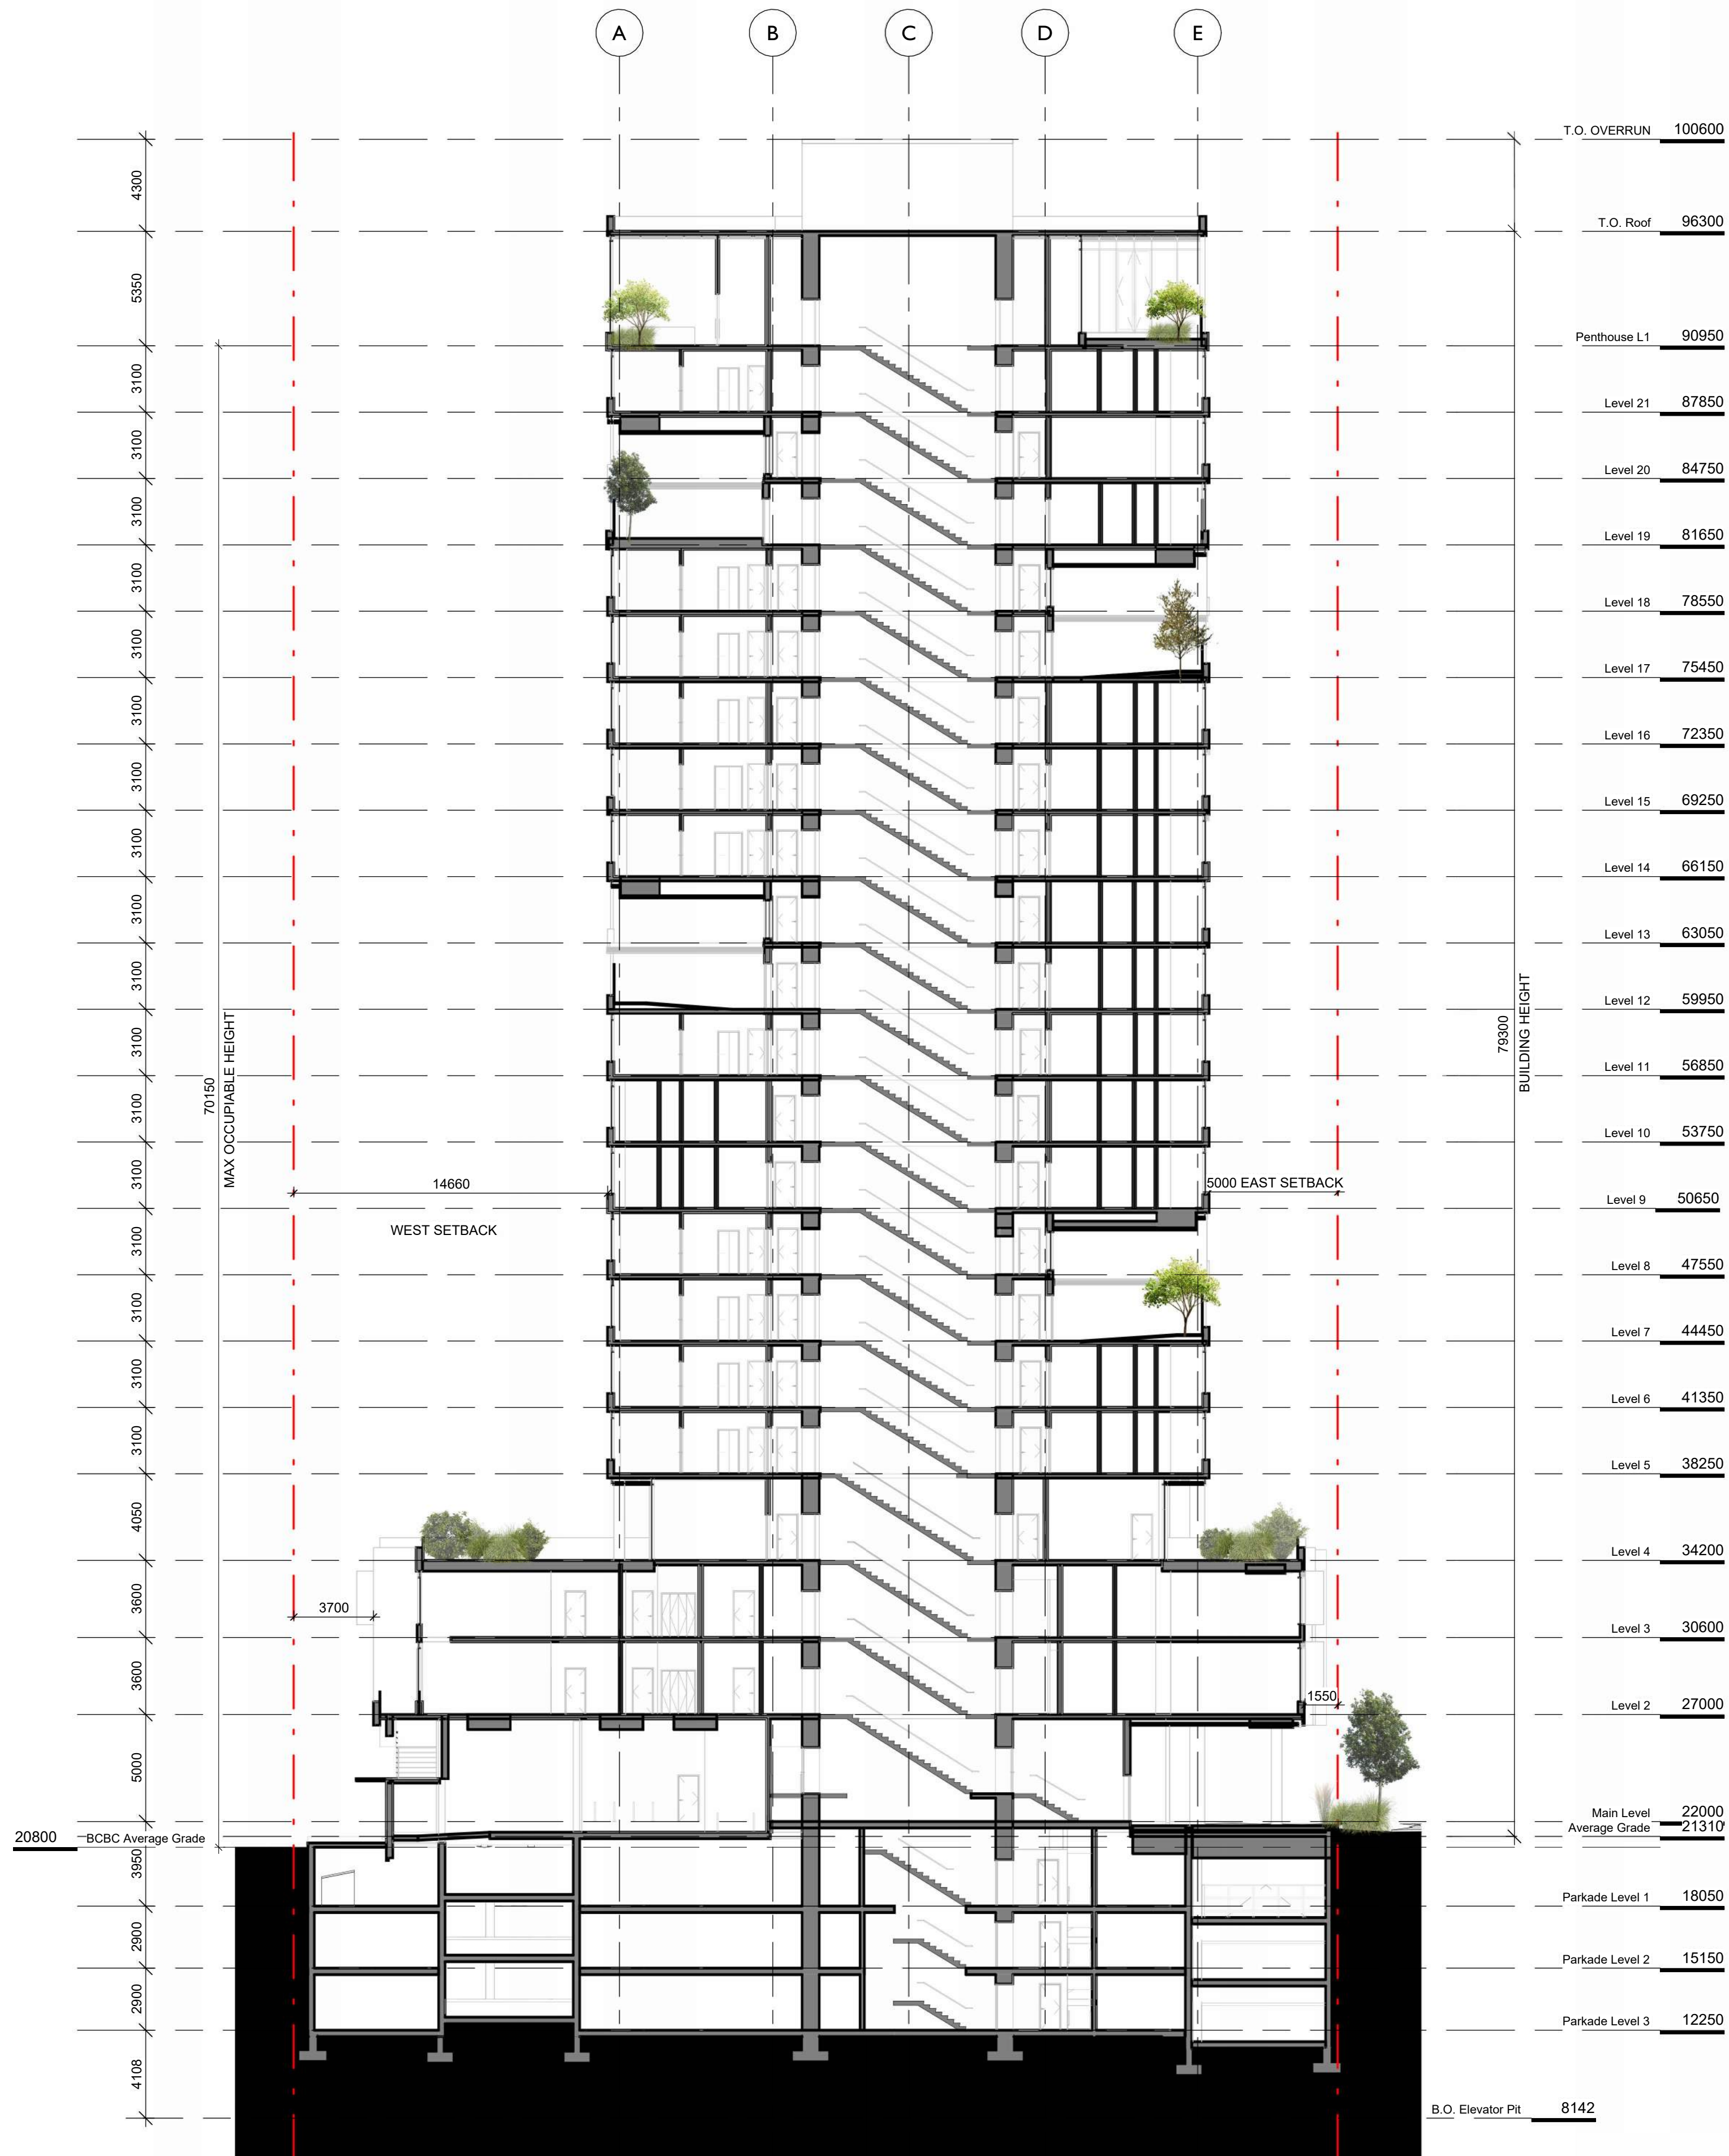 A B C D E
T.O. OVERRUN 100600
4300
T.O. Roof 96300
5350
Penthouse L1 90950
3100
Level 21 87850
3100
Level 20 84750
3100
Level 19 81650
3100
Level 18 78550
3100
Level 17 75450
3100
Level 16 72350
3100
Level 15 69250
3100
Level 14 66150
3100
Level 13 63050
3100
Level 12 59950
3100
79300
BUILDING HEIGHT
Level 11 56850
70150
MAX OCCUPIABLE HEIGHT
3100
Level 10 53750
3100
14660
5000 EAST SETBACK
Level 9 50650
WEST SETBACK
3100
Level 8 47550
3100
Level 7 44450
3100
Level 6 41350
3100
Level 5 38250
4050
Level 4 34200
3600
3700
Level 3 30600
3600
1550
Level 2 27000
5000
Main Level 22000
Average Grade 21310
20800 BCBC Average Grade
3950
Parkade Level 1 18050
2900
Parkade Level 2 15150
2900
Parkade Level 3 12250
4108
B.O. Elevator Pit 8142